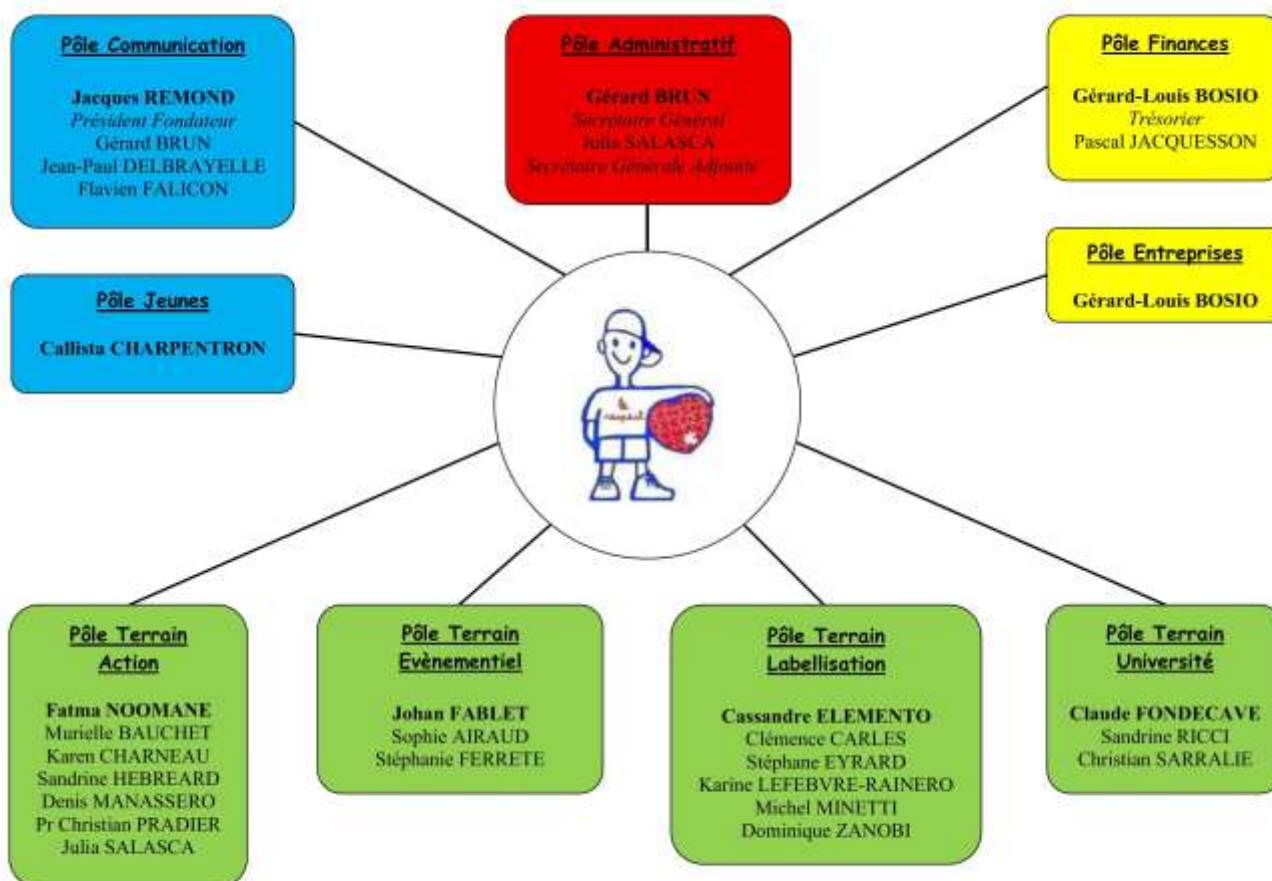 Pôle Communication
Jacques REMOND
Président Fondateur
Gérard BRUN
Jean-Paul DELBRAYELLE
Flavien FALICON
Pôle Administratif
Gérard BRUN
Secrétaire Général
Julia SALASCA
Secrétaire Générale Adjointe
Pôle Finances
Gérard-Louis BOSIO
Trésorier
Pascal JACQUESSON
Pôle Jeunes
Callista CHARPENTRON
Pôle Entreprises
Gérard-Louis BOSIO
respect
Pôle Terrain
Action
Fatma NOOMANE
Murielle BAUCHET
Karen CHARNEAU
Sandrine HEBREARD
Denis MANASSERO
Pr Christian PRADIER
Julia SALASCA
Pôle Terrain
Evènementiel
Johan FABLET
Sophie AIRAUD
Stéphanie FERRETE
Pôle Terrain
Labellisation
Cassandre ELEMENTO
Clémence CARLES
Stéphane EYRARD
Karine LEFEBVRE-RAINERO
Michel MINETTI
Dominique ZANOBI
Pôle Terrain
Université
Claude FONDECAVE
Sandrine RICCI
Christian SARRALIE